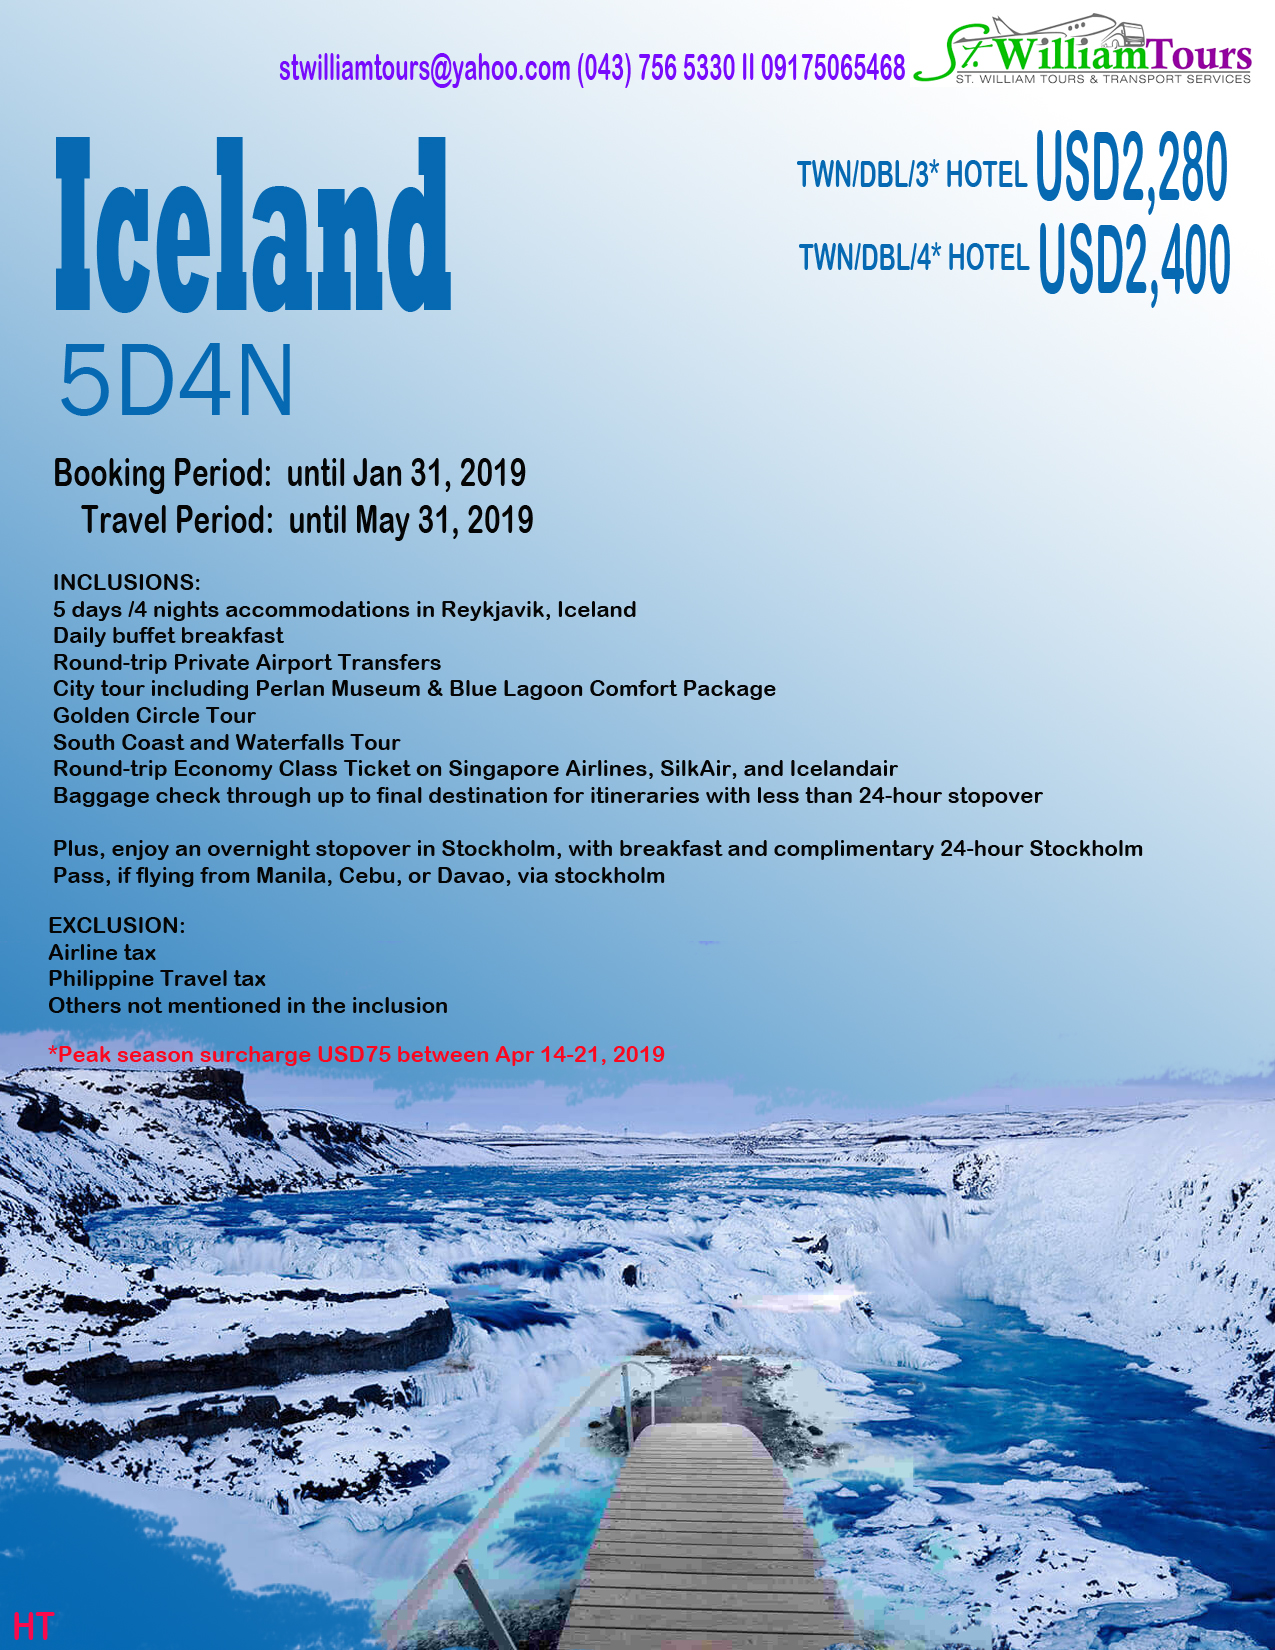 stwilliamtours@yahoo.com (043) 756 5330 II 09175065468
St. WilliamTours
ST. WILLIAM TOURS & TRANSPORT SERVICES
Iceland
5D4N
TWN/DBL/3* HOTEL USD2,280
TWN/DBL/4* HOTEL USD2,400
Booking Period: until Jan 31, 2019
Travel Period: until May 31, 2019
INCLUSIONS:
5 days /4 nights accommodations in Reykjavik, Iceland
Daily buffet breakfast
Round-trip Private Airport Transfers
City tour including Perlan Museum & Blue Lagoon Comfort Package
Golden Circle Tour
South Coast and Waterfalls Tour
Round-trip Economy Class Ticket on Singapore Airlines, SilkAir, and Icelandair
Baggage check through up to final destination for itineraries with less than 24-hour stopover
Plus, enjoy an overnight stopover in Stockholm, with breakfast and complimentary 24-hour Stockholm
Pass, if flying from Manila, Cebu, or Davao, via stockholm
EXCLUSION:
Airline tax
Philippine Travel tax
Others not mentioned in the inclusion
*Peak season surcharge USD75 between Apr 14-21, 2019
HT